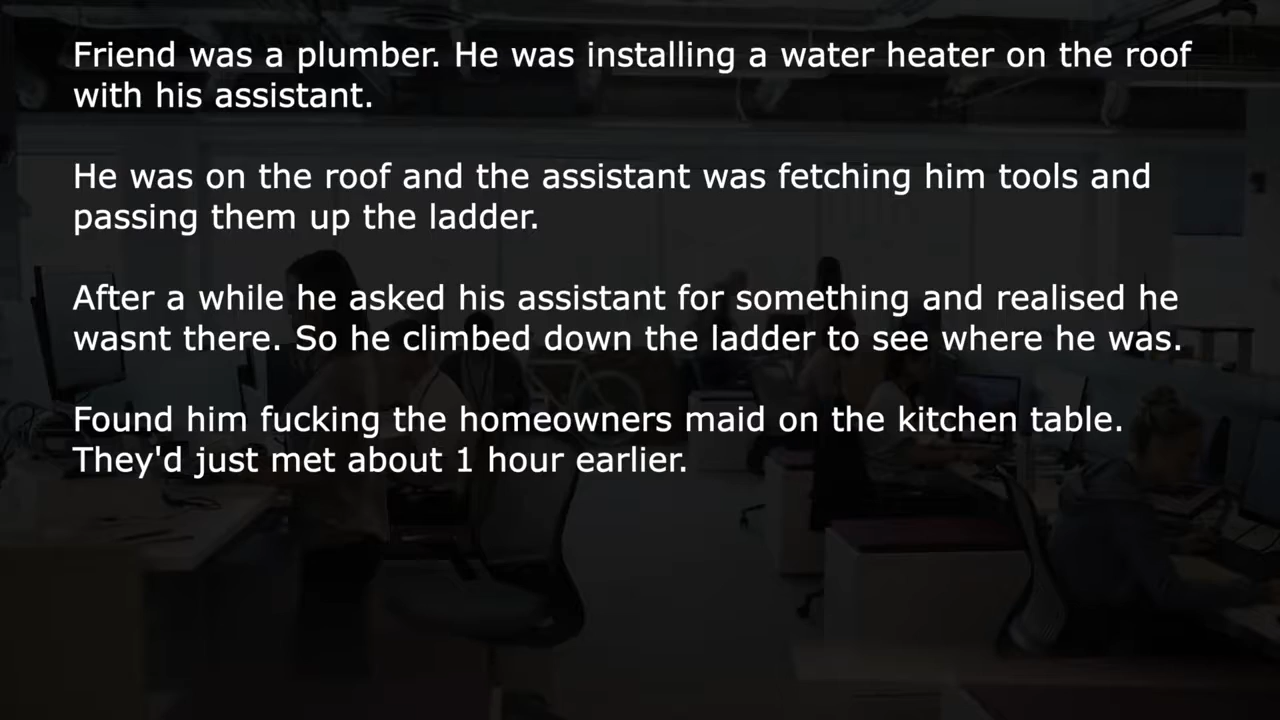 Friend was a plumber. He was installing a water heater on the roof
with his assistant.
He was on the roof and the assistant was fetching him tools and
passing them up the ladder.
After a while he asked his assistant for something and realised he
wasnt there. So he climbed down the ladder to see where he was.
Found him fucking the homeowners maid on the kitchen table.
They'd just met about 1 hour earlier.